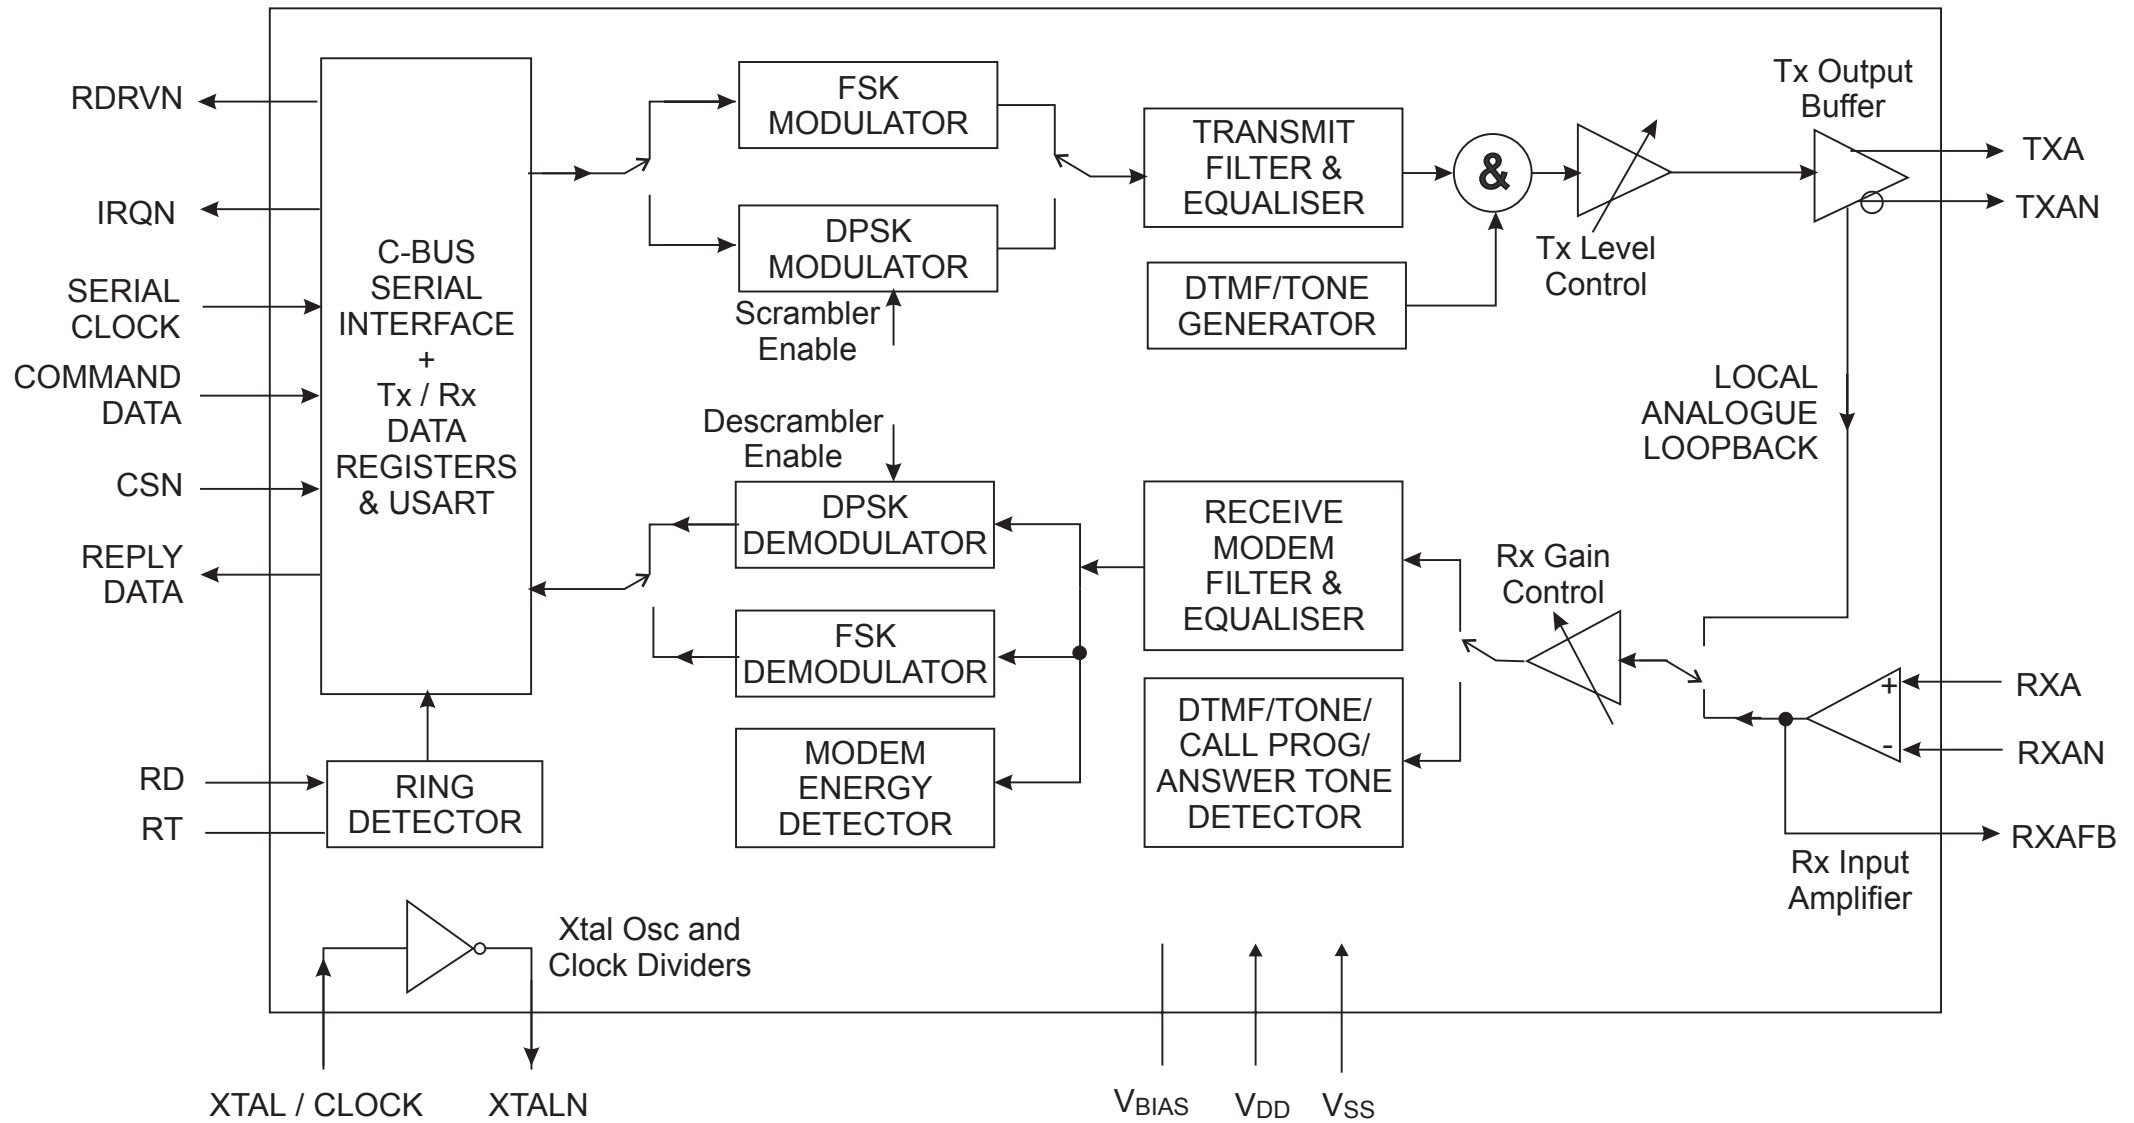 RDRVN
IRQN
SERIAL
CLOCK
COMMAND
DATA
CSN
REPLY
DATA
RD
RT
C-BUS
SERIAL
INTERFACE
+
Tx / Rx
DATA
REGISTERS
& USART
RING
DETECTOR
FSK
MODULATOR
DPSK
MODULATOR
Scrambler
Enable
Descrambler
Enable
DPSK
DEMODULATOR
FSK
DEMODULATOR
MODEM
ENERGY
DETECTOR
TRANSMIT
FILTER &
EQUALISER
DTMF/TONE
GENERATOR
&
Tx Level
Control
Tx Output
Buffer
TXA
TXAN
LOCAL
ANALOGUE
LOOPBACK
RECEIVE
MODEM
FILTER &
EQUALISER
DTMF/TONE/
CALL PROG/
ANSWER TONE
DETECTOR
Rx Gain
Control
+
-
RXA
RXAN
RXAFB
Rx Input
Amplifier
Xtal Osc and
Clock Dividers
XTAL / CLOCK
XTALN
VBIAS
VDD
VSS